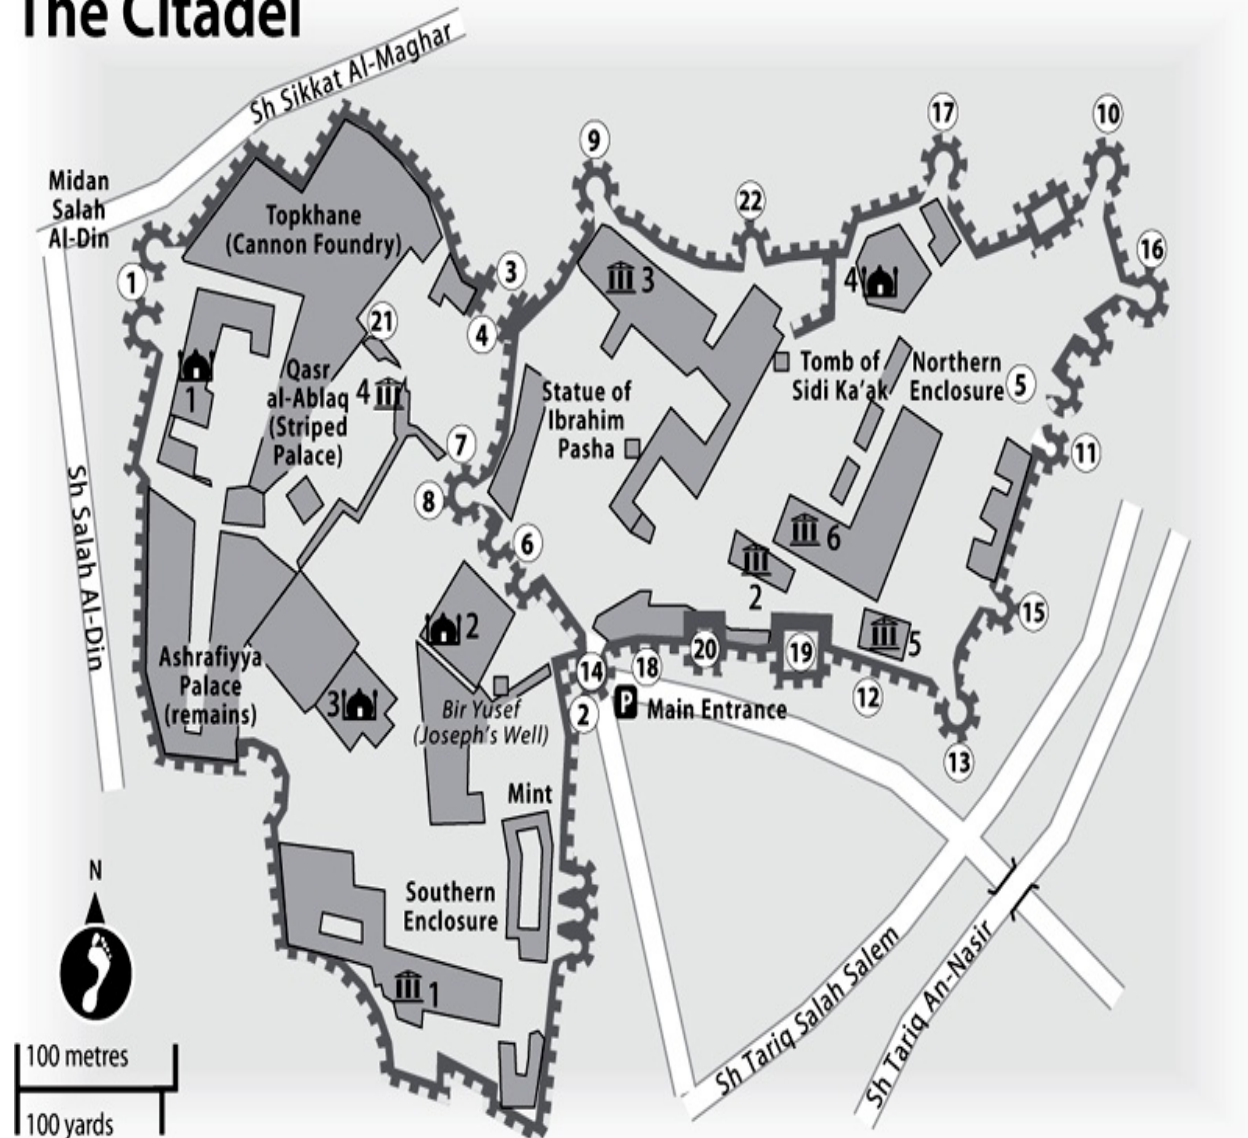 The Citadel
Sh Sikkat Al-Maghar
9
17
10
Midan
Salah
Al-Din
Topkhane
(Cannon Foundry)
22
16
1
3
3
4
4
21
Qasr
al-Ablaq
(Striped
Palace)
4
1
Statue of
Ibrahim
Pasha
Tomb of
Sidi Ka'ak
Northern
Enclosure
5
7
8
11
Sh Salah Al-Din
6
6
2
2
15
5
Ashrafiyya
Palace
(remains)
3
14
18
20
19
12
2
P
Main Entrance
Bir Yusef
(Joseph's Well)
13
Mint
N
Southern
Enclosure
1
Sh Tariq Salah Salem
Sh Tariq An-Nasir
100 metres
100 yards